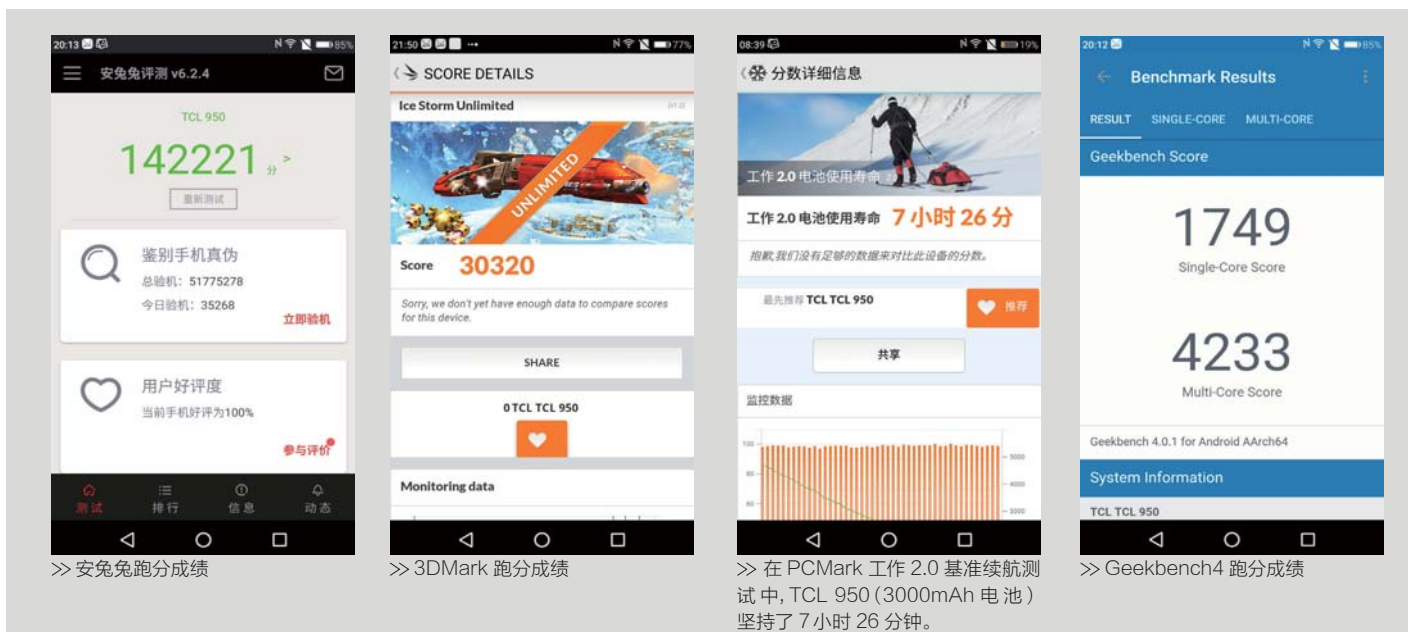 20:13
85%
安兔兔评测 v6.2.4
TCL 950
142221 分 >
重新测试
鉴别手机真伪
总验机：51775278
今日验机：35268
立即验机
用户好评度
当前手机好评为100%
参与评价
测试
排行
信息
动态
>> 安兔兔跑分成绩
21:50
77%
SCORE DETAILS
Ice Storm Unlimited
UNLIMITED
Score 30320
Sorry, we don't yet have enough data to compare scores
for this device.
SHARE
0 TCL TCL 950
Monitoring data
>> 3DMark 跑分成绩
08:39
19%
分数详细信息
工作 2.0 电池使用寿命
工作 2.0 电池使用寿命 7 小时 26 分
抱歉,我们没有足够的数据来对比此设备的分数。
最先推荐 TCL TCL 950
推荐
共享
监控数据
100
80
60
5000
4000
3000
>> 在 PCMark 工作 2.0 基准续航测
试中, TCL 950（3000mAh 电池）
坚持了 7 小时 26 分钟。
20:12
85%
Benchmark Results
RESULT SINGLE-CORE MULTI-CORE
Geekbench Score
1749
Single-Core Score
4233
Multi-Core Score
Geekbench 4.0.1 for Android AArch64
System Information
TCL TCL 950
>> Geekbench4 跑分成绩